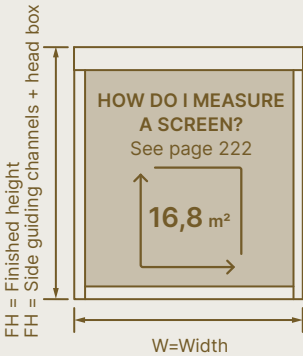 FH = Finished height
FH = Side guiding channels + head box
HOW DO I MEASURE
A SCREEN?
See page 222
16,8 m²
W=Width